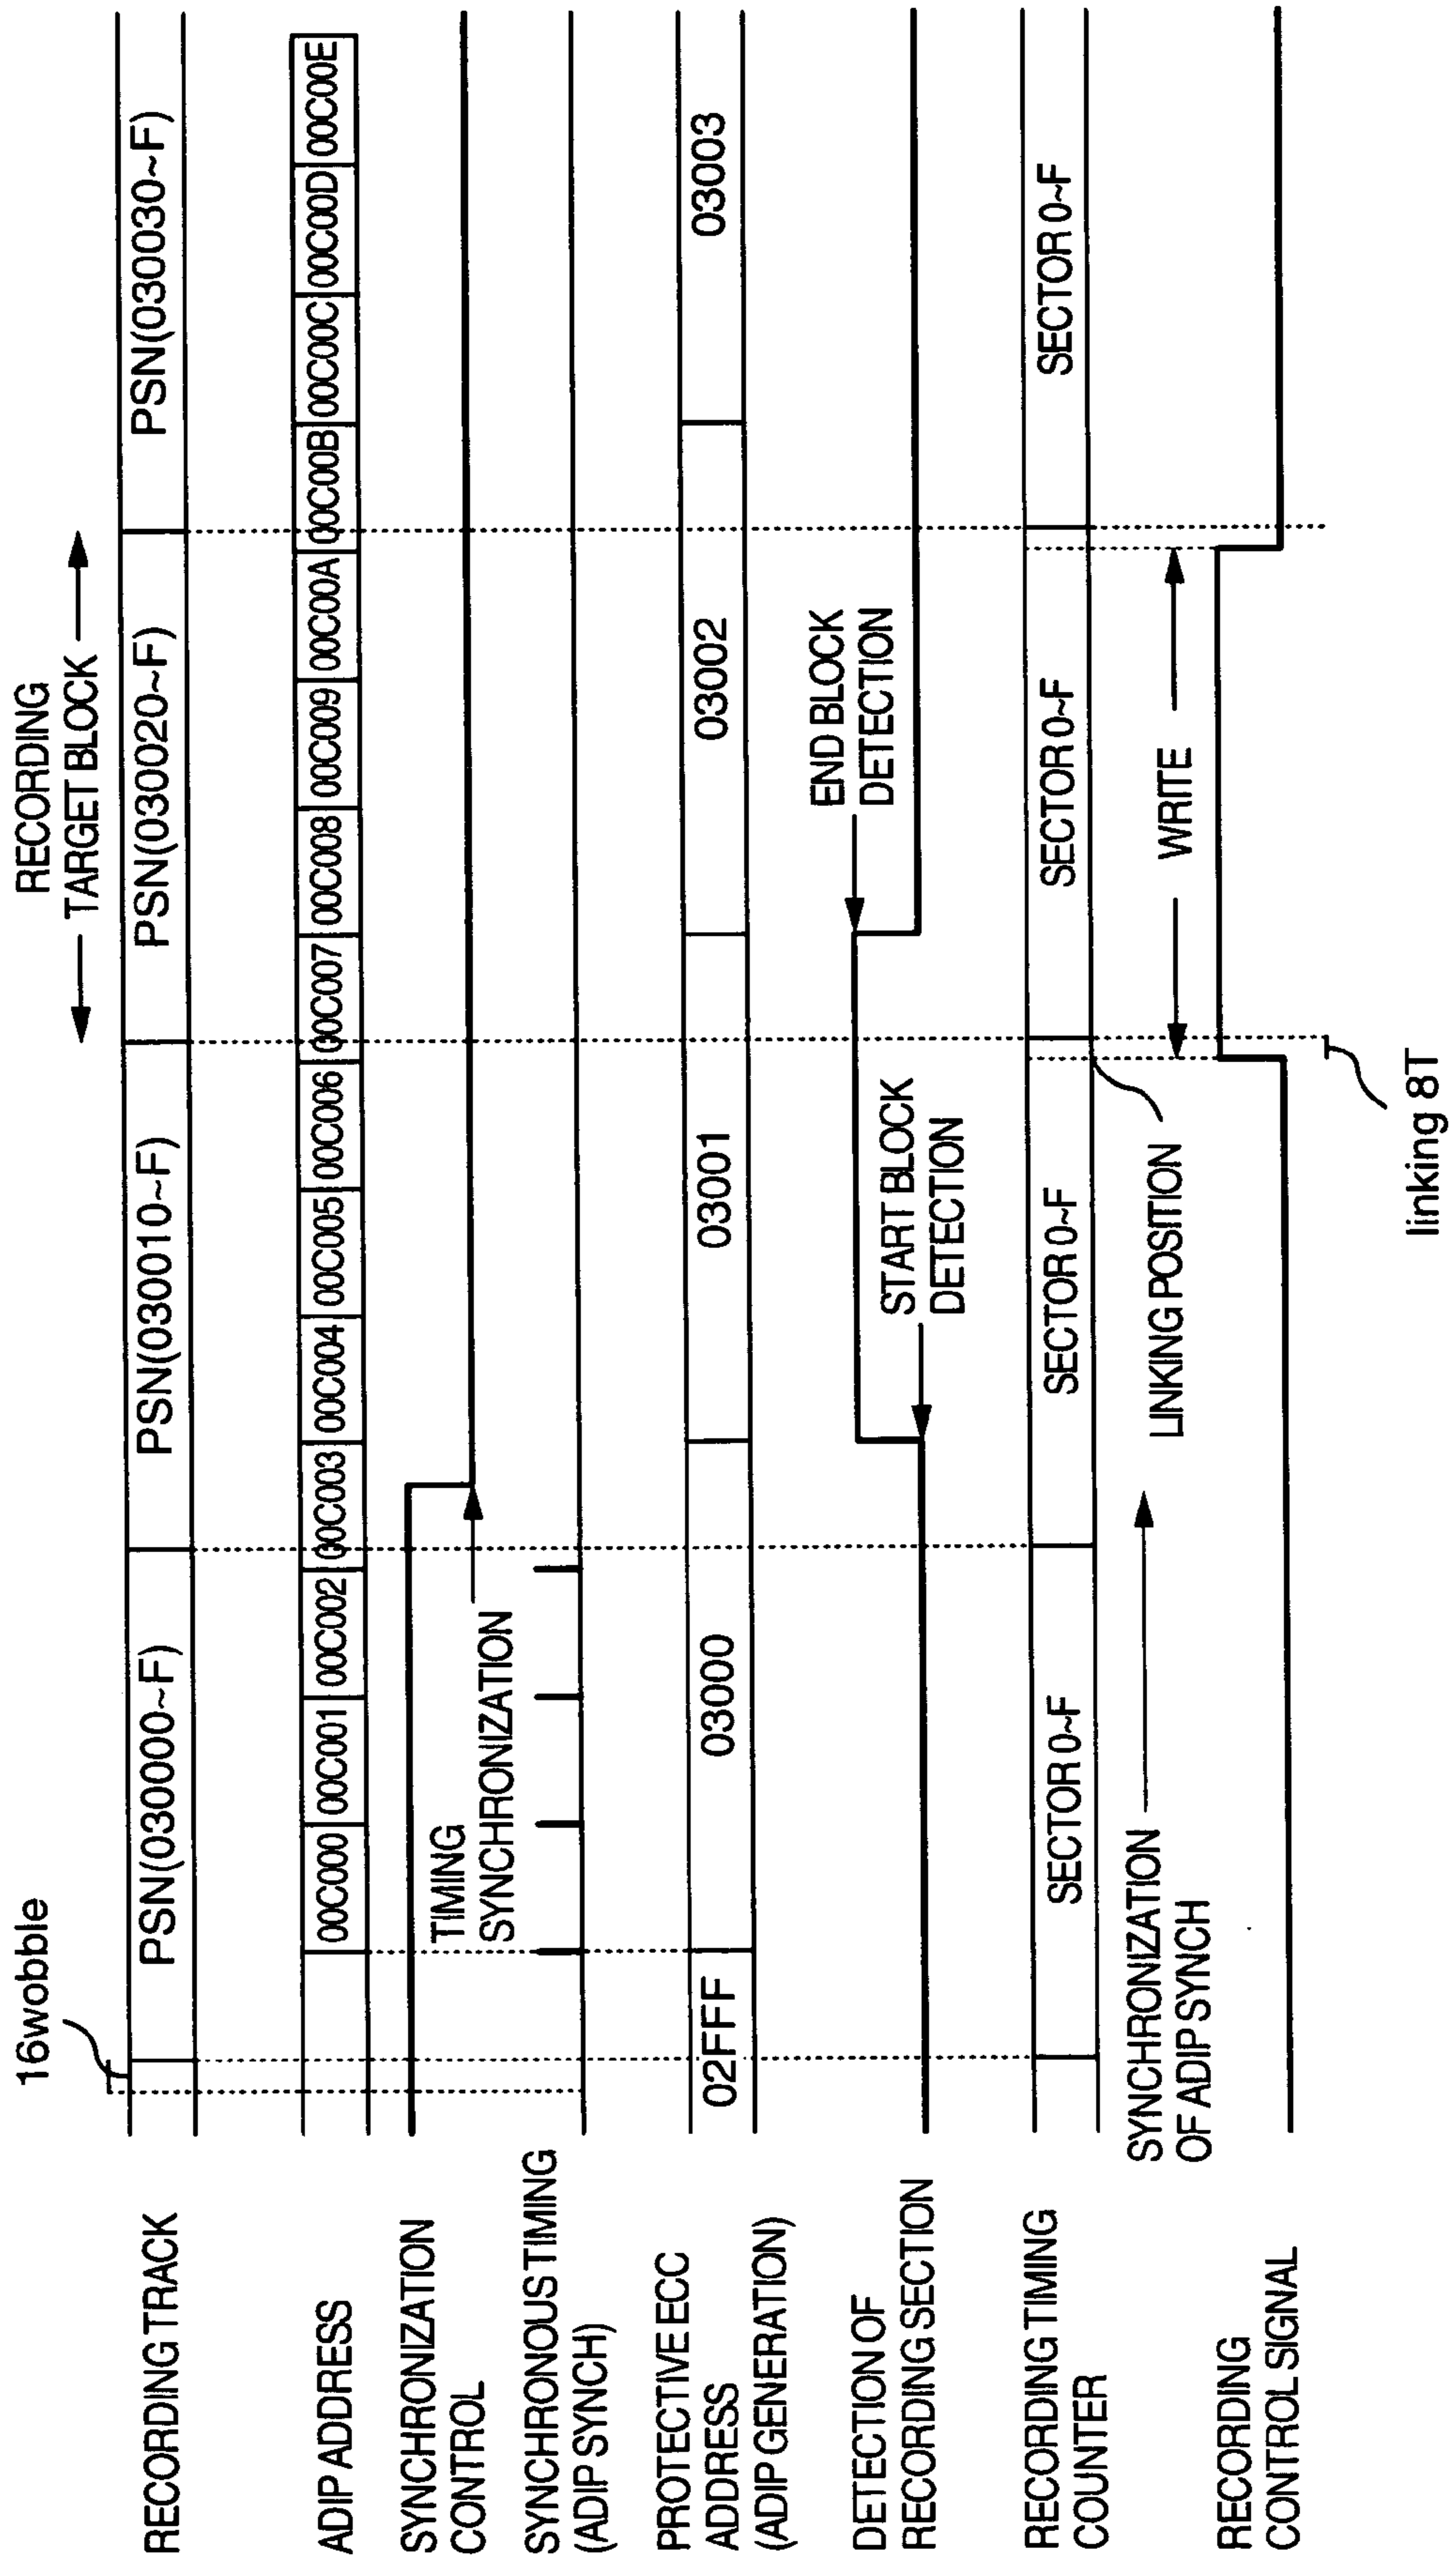 RECORDING
TARGET BLOCK
16wobble
RECORDING TRACK
PSN(030000~F)
PSN(030010~F)
PSN(030020~F)
PSN(030030~F)
ADIP ADDRESS
00C000
00C001
00C002
00C003
00C004
00C005
00C006
00C007
00C008
00C009
00C00A
00C00B
00C00C
00C00D
00C00E
SYNCHRONIZATION
CONTROL
TIMING
SYNCHRONIZATION
SYNCHRONOUS TIMING
(ADIP SYNCH)
PROTECTIVE ECC
ADDRESS
(ADIP GENERATION)
02FFF
03000
03001
03002
03003
DETECTION OF
RECORDING SECTION
START BLOCK
DETECTION
END BLOCK
DETECTION
RECORDING TIMING
COUNTER
SECTOR 0~F
SECTOR 0~F
SECTOR 0~F
SECTOR 0~F
SYNCHRONIZATION
OF ADIP SYNCH
LINKING POSITION
WRITE
RECORDING
CONTROL SIGNAL
linking 8T